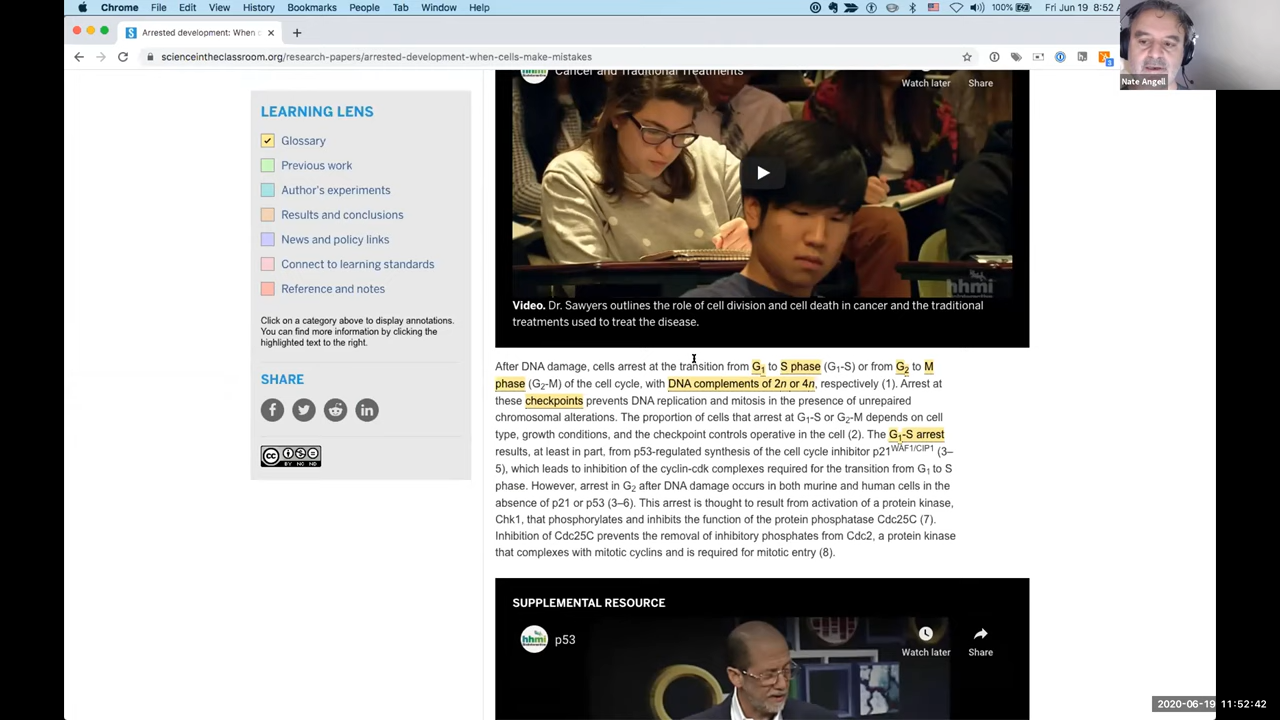 Chrome File Edit View History Bookmarks People Tab Window Help
100% Fri Jun 19 8:52
Arrested development: When c
scienceintheclassroom.org/research-papers/arrested-development-when-cells-make-mistakes
3
Nate Angell
LEARNING LENS
Glossary
Previous work
Author's experiments
Results and conclusions
News and policy links
Connect to learning standards
Reference and notes
Click on a category above to display annotations.
You can find more information by clicking the
highlighted text to the right.
SHARE
CC BY NC ND
hhmi
Cancer and Traditional Treatments
Watch later Share
hhmi
Video. Dr. Sawyers outlines the role of cell division and cell death in cancer and the traditional
treatments used to treat the disease.
After DNA damage, cells arrest at the transition from G1 to S phase (G1-S) or from G2 to M
phase (G2-M) of the cell cycle, with DNA complements of 2n or 4n, respectively (1). Arrest at
these checkpoints prevents DNA replication and mitosis in the presence of unrepaired
chromosomal alterations. The proportion of cells that arrest at G1-S or G2-M depends on cell
type, growth conditions, and the checkpoint controls operative in the cell (2). The G1-S arrest
results, at least in part, from p53-regulated synthesis of the cell cycle inhibitor p21WAF1/CIP1 (3–
5), which leads to inhibition of the cyclin-cdk complexes required for the transition from G1 to S
phase. However, arrest in G2 after DNA damage occurs in both murine and human cells in the
absence of p21 or p53 (3–6). This arrest is thought to result from activation of a protein kinase,
Chk1, that phosphorylates and inhibits the function of the protein phosphatase Cdc25C (7).
Inhibition of Cdc25C prevents the removal of inhibitory phosphates from Cdc2, a protein kinase
that complexes with mitotic cyclins and is required for mitotic entry (8).
SUPPLEMENTAL RESOURCE
hhmi
p53
Watch later Share
2020-06-19 11:52:42